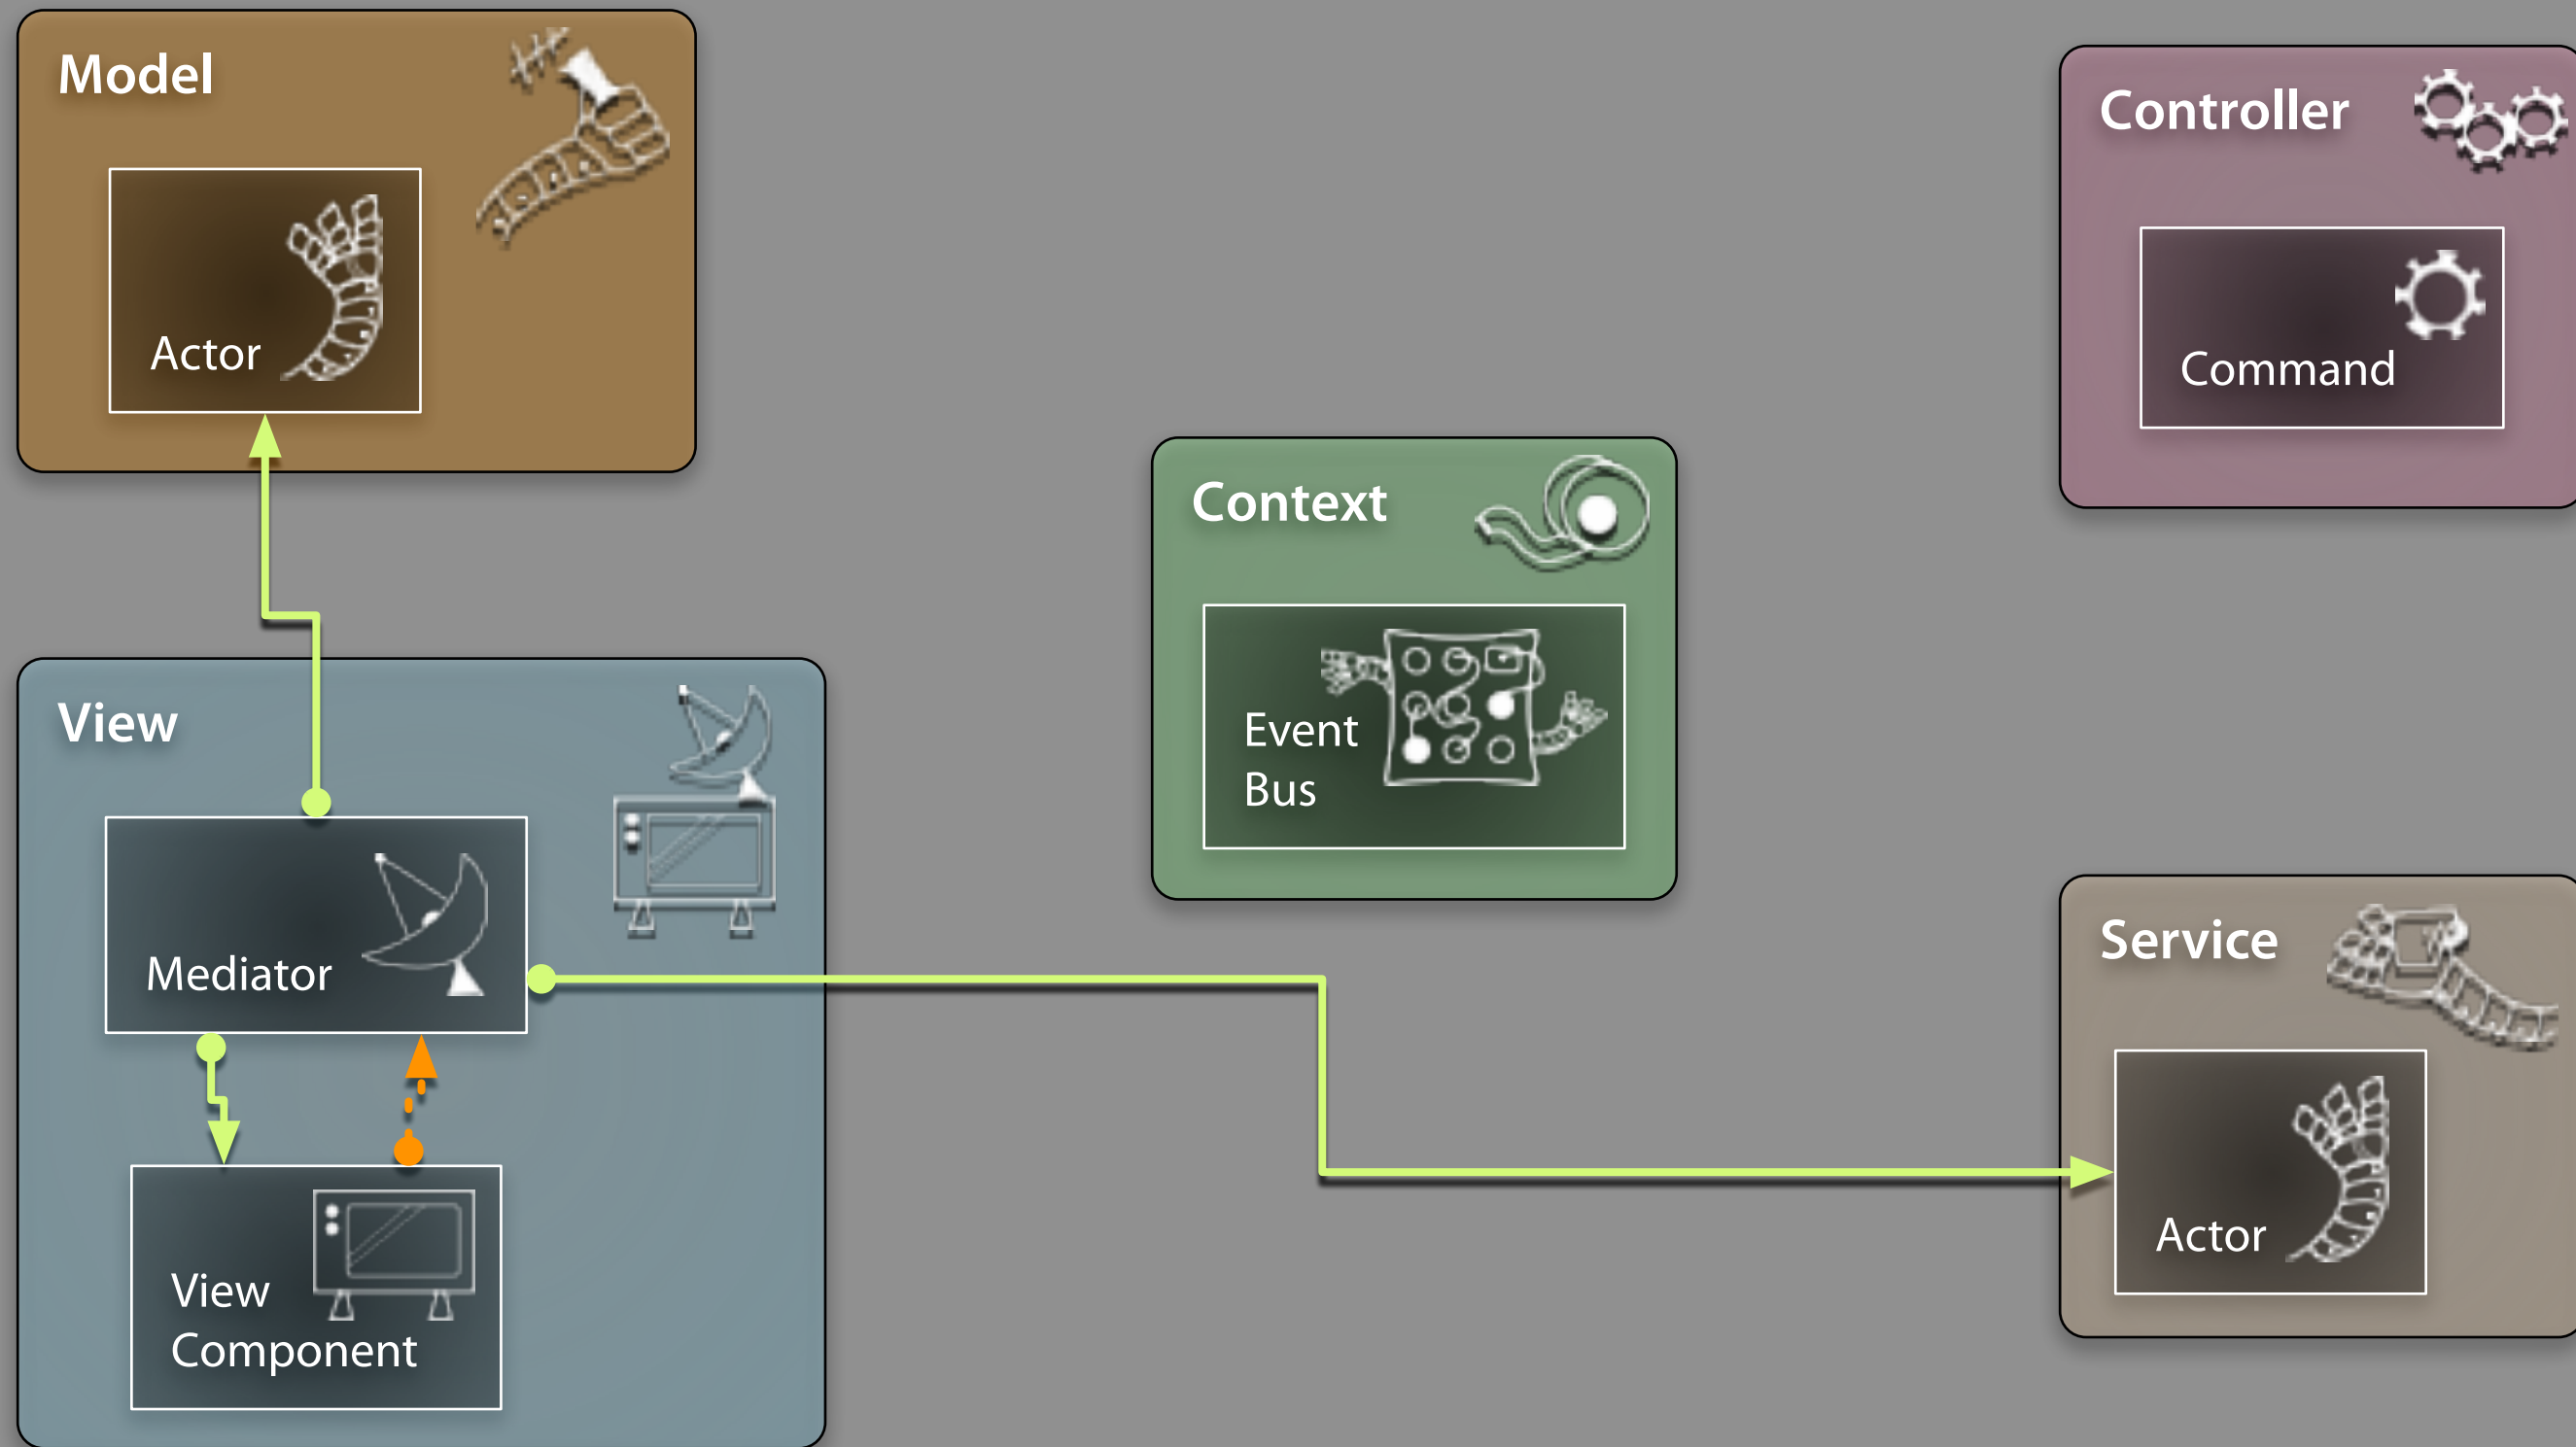 Model
Actor
Controller
Command
Context
Event
Bus
View
Mediator
View
Component
Service
Actor